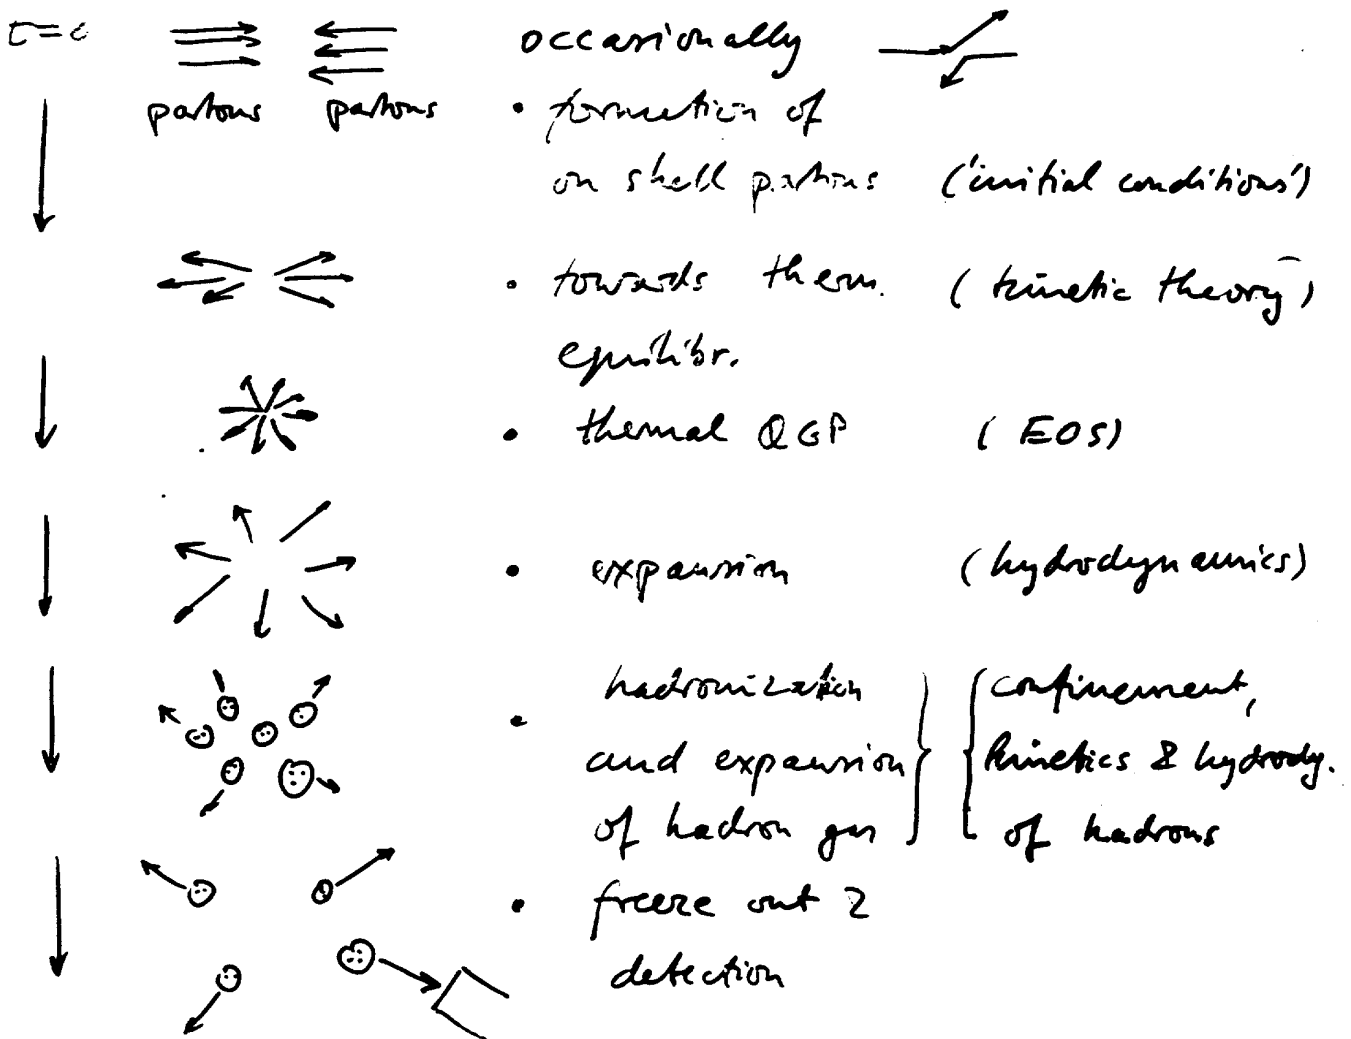 τ=0 occasionally
partons partons • formation of
on shell partons ('initial conditions')
• towards therm. (kinetic theory)
equilibr.
• thermal QGP (EOS)
• expansion (hydrodynamics)
hadronization { confinement,
• and expansion } kinetics & hydrody.
of hadron gas of hadrons
• freeze out &
detection